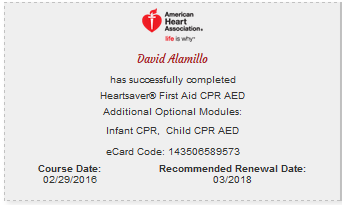 American
Heart
Association®
life is why™
David Alamillo
has successfully completed
Heartsaver® First Aid CPR AED
Additional Optional Modules:
Infant CPR, Child CPR AED
eCard Code: 143506589573
Course Date: Recommended Renewal Date:
02/29/2016 03/2018